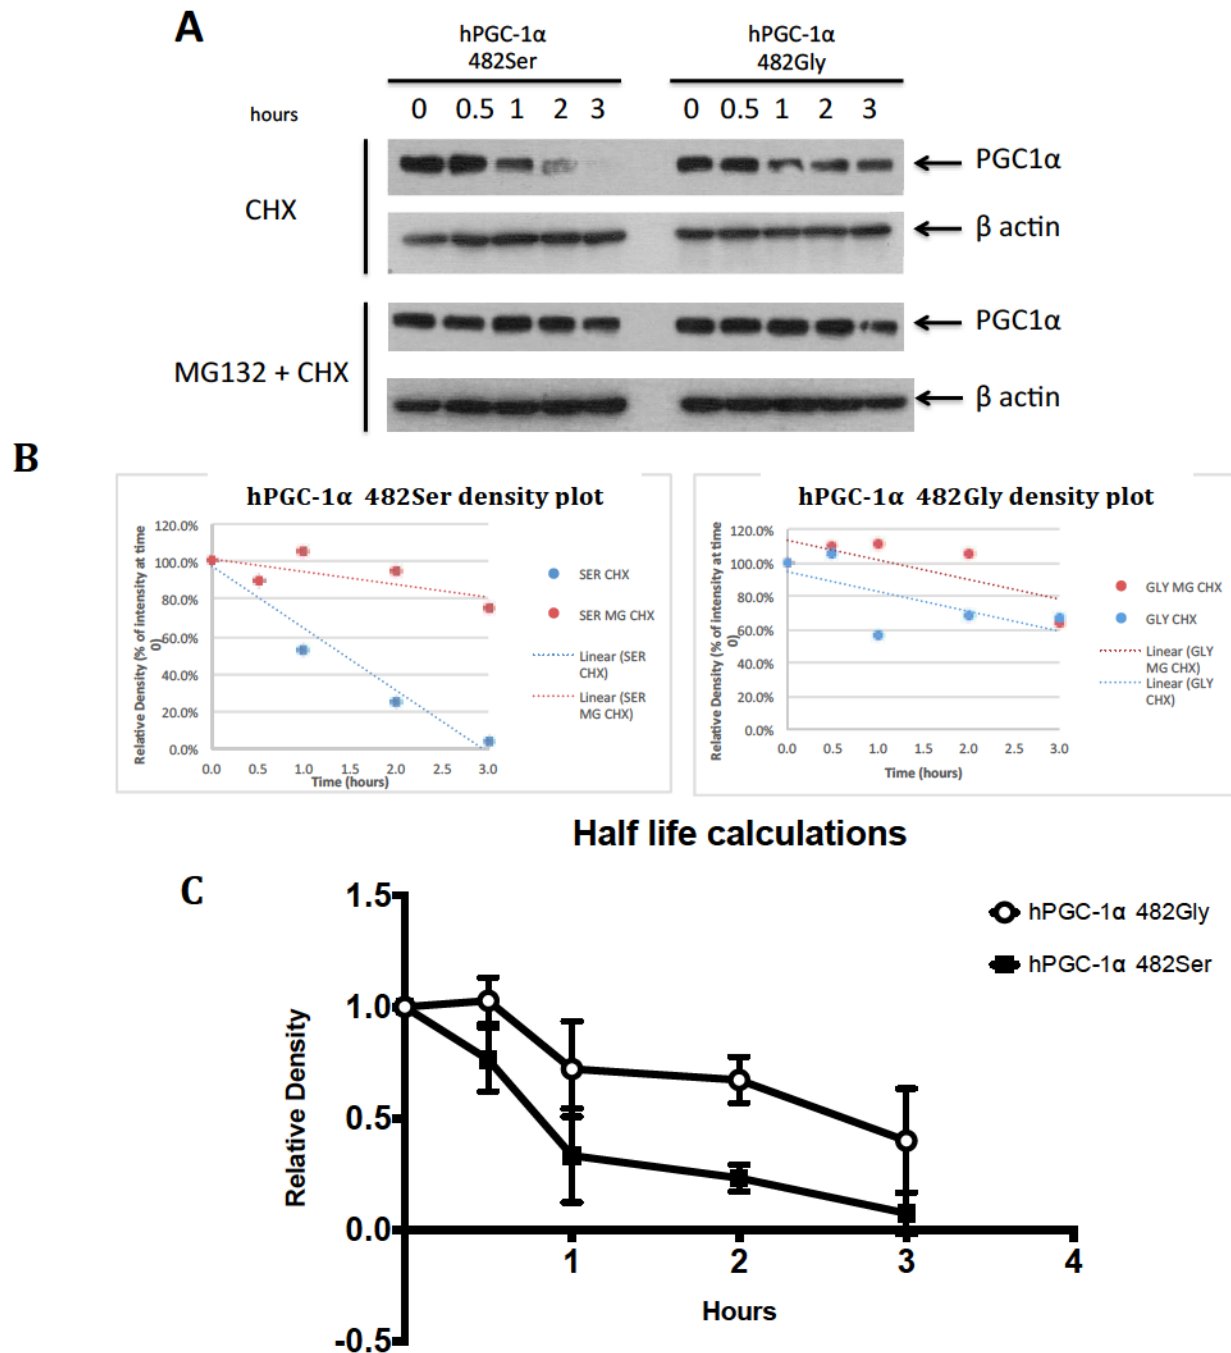 A
hPGC-1α
482Ser
hPGC-1α
482Gly
hours
0 0.5 1 2 3
0 0.5 1 2 3
CHX
PGC1α
β actin
MG132 + CHX
PGC1α
β actin
B
hPGC-1α 482Ser density plot
Relative Density (% of intensity at time
0)
120.0%
100.0%
80.0%
60.0%
40.0%
20.0%
0.0%
0.0 0.5 1.0 1.5 2.0 2.5 3.0
Time (hours)
SER CHX
SER MG CHX
Linear (SER
CHX)
Linear (SER
MG CHX)
hPGC-1α 482Gly density plot
Relative Density (% of intensity at time
0)
120.0%
100.0%
80.0%
60.0%
40.0%
20.0%
0.0%
0.0 0.5 1.0 1.5 2.0 2.5 3.0
Time (hours)
GLY MG CHX
GLY CHX
Linear (GLY
MG CHX)
Linear (GLY
CHX)
Half life calculations
C
Relative Density
1.5
1.0
0.5
0.0
-0.5
1 2 3 4
Hours
hPGC-1α 482Gly
hPGC-1α 482Ser